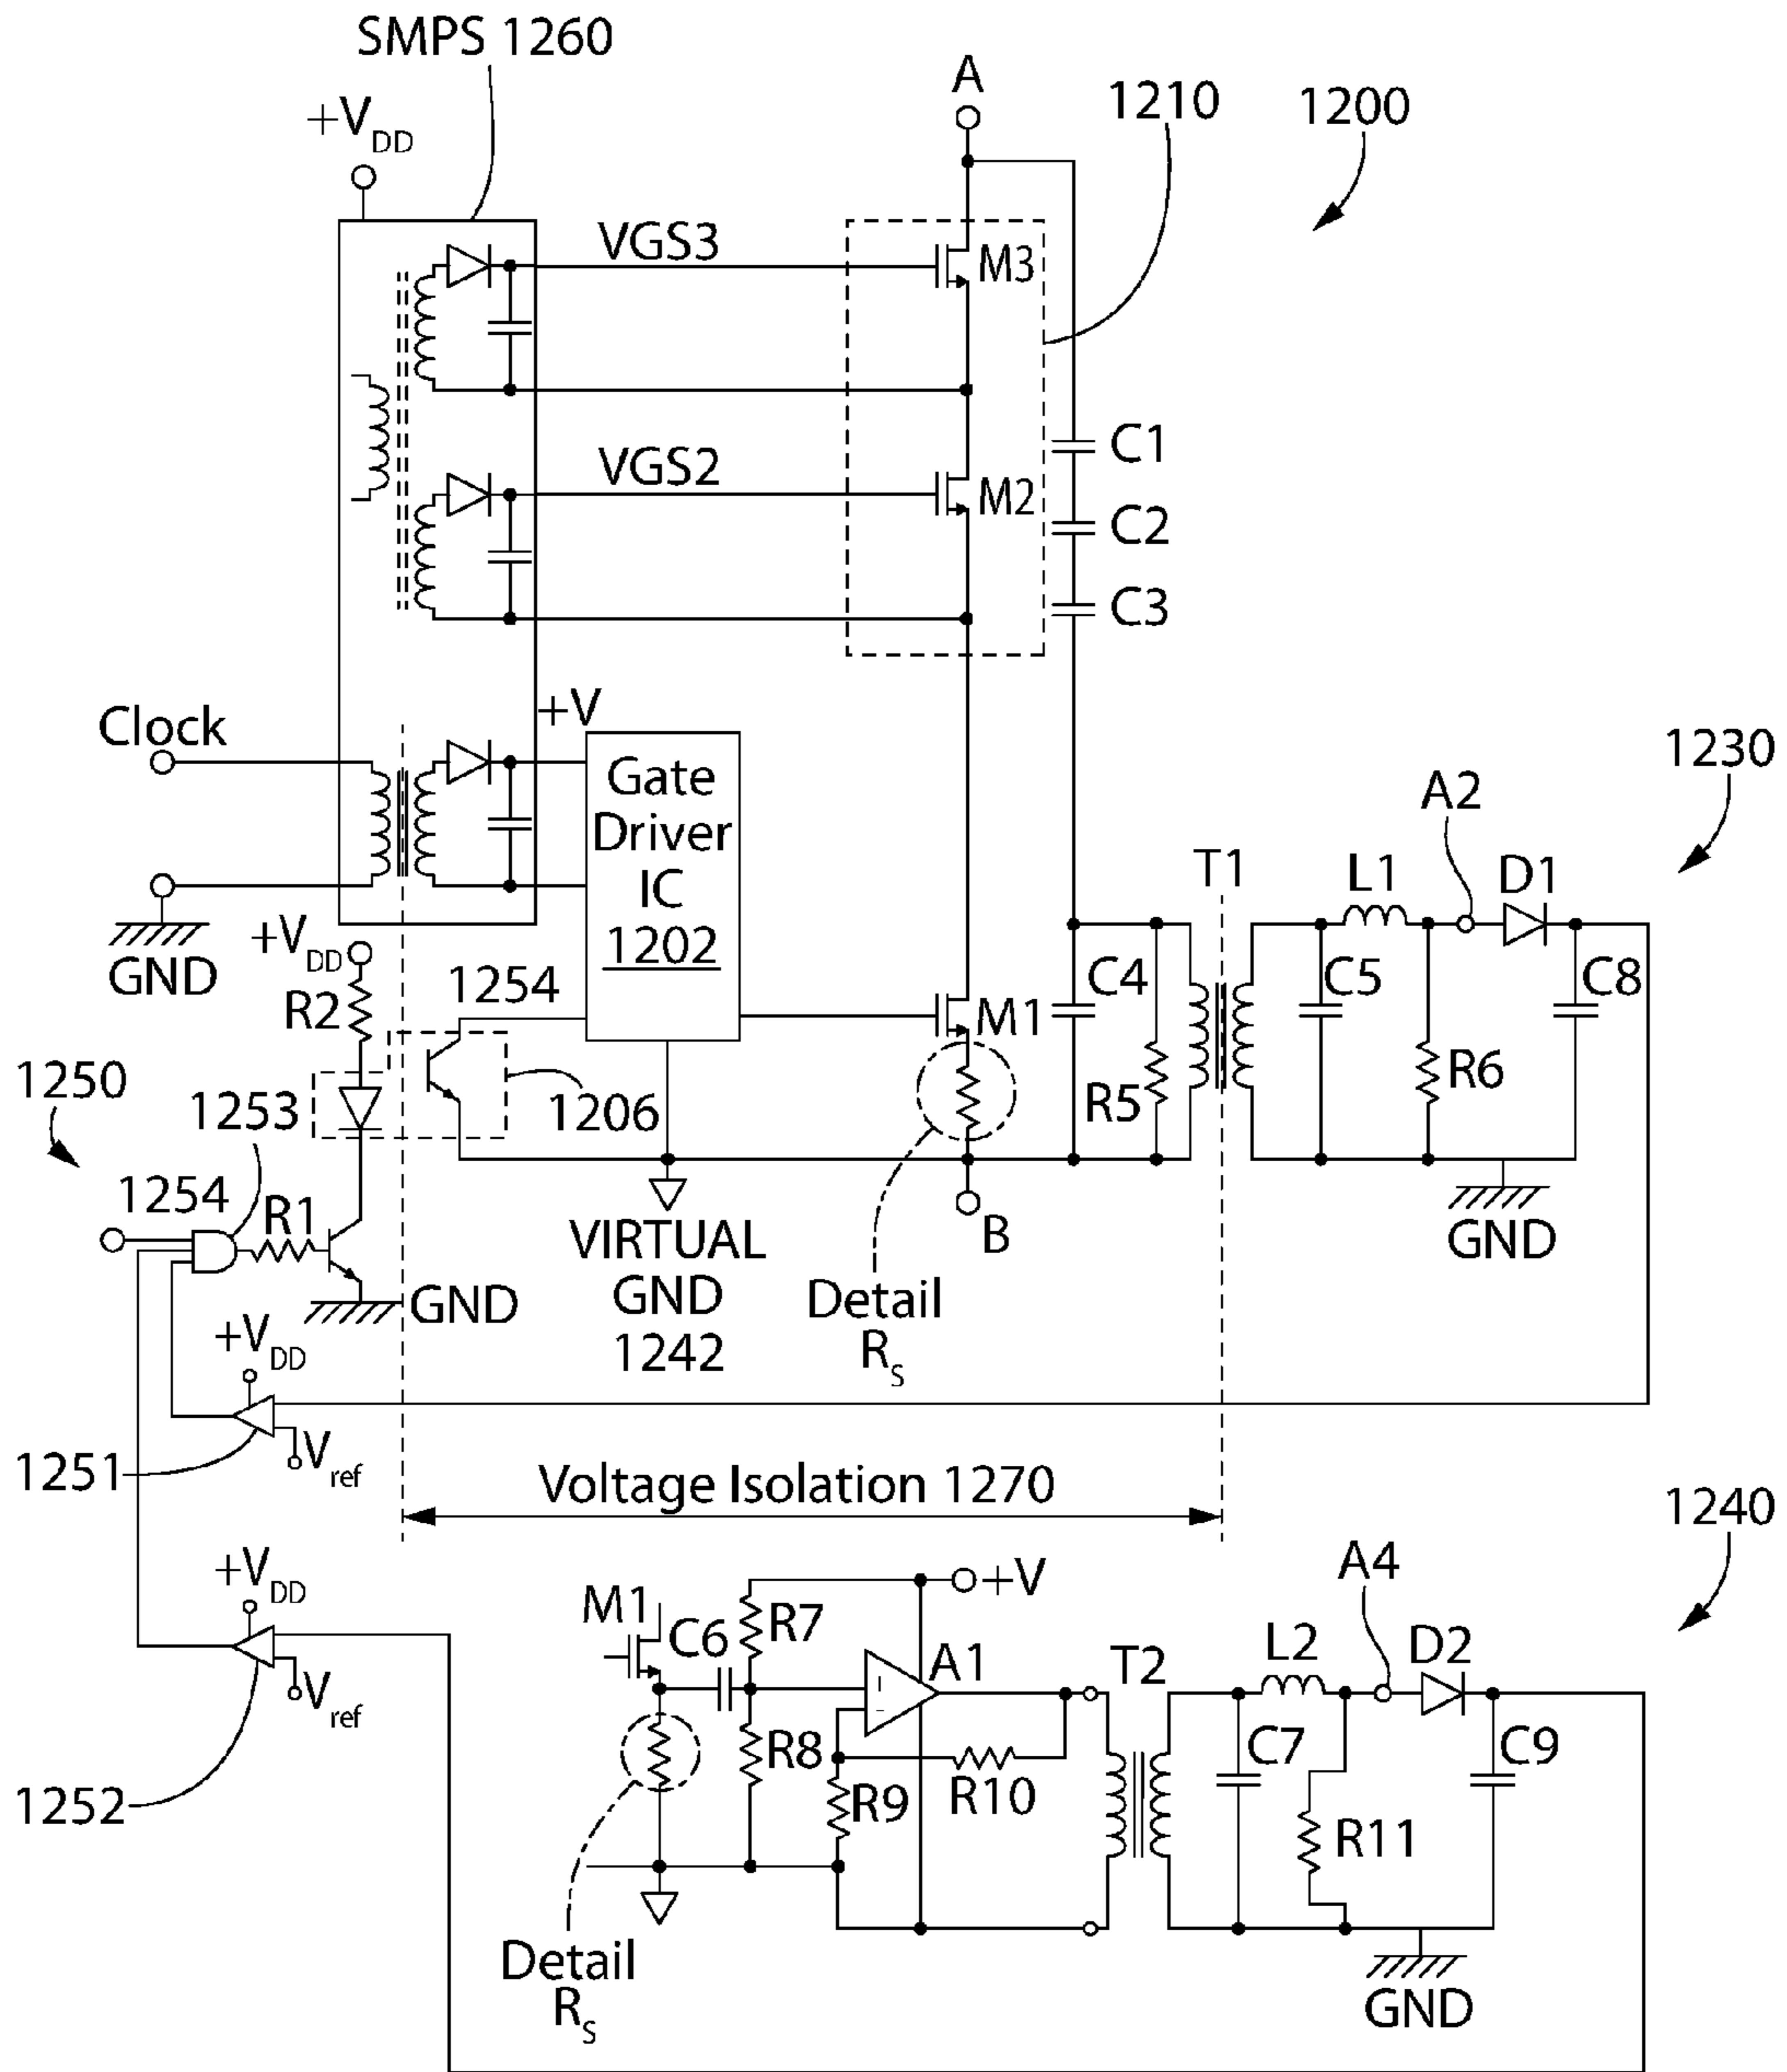 SMPS 1260
+VDD
A
1210
1200
VGS3
M3
VGS2
M2
C1
C2
C3
+V
Clock
GND
Gate
Driver
IC
1202
1230
A2
T1
L1
D1
+VDD
R2
1254
M1
C4
R5
C5
R6
C8
1250
1253
1206
1254
R1
GND
VIRTUAL
GND
1242
B
Detail
RS
GND
+VDD
1251
Vref
Voltage Isolation 1270
1240
+VDD
Vref
1252
M1
C6
R7
+V
A1
R8
R9
R10
T2
L2
A4
D2
C7
R11
C9
Detail
RS
GND